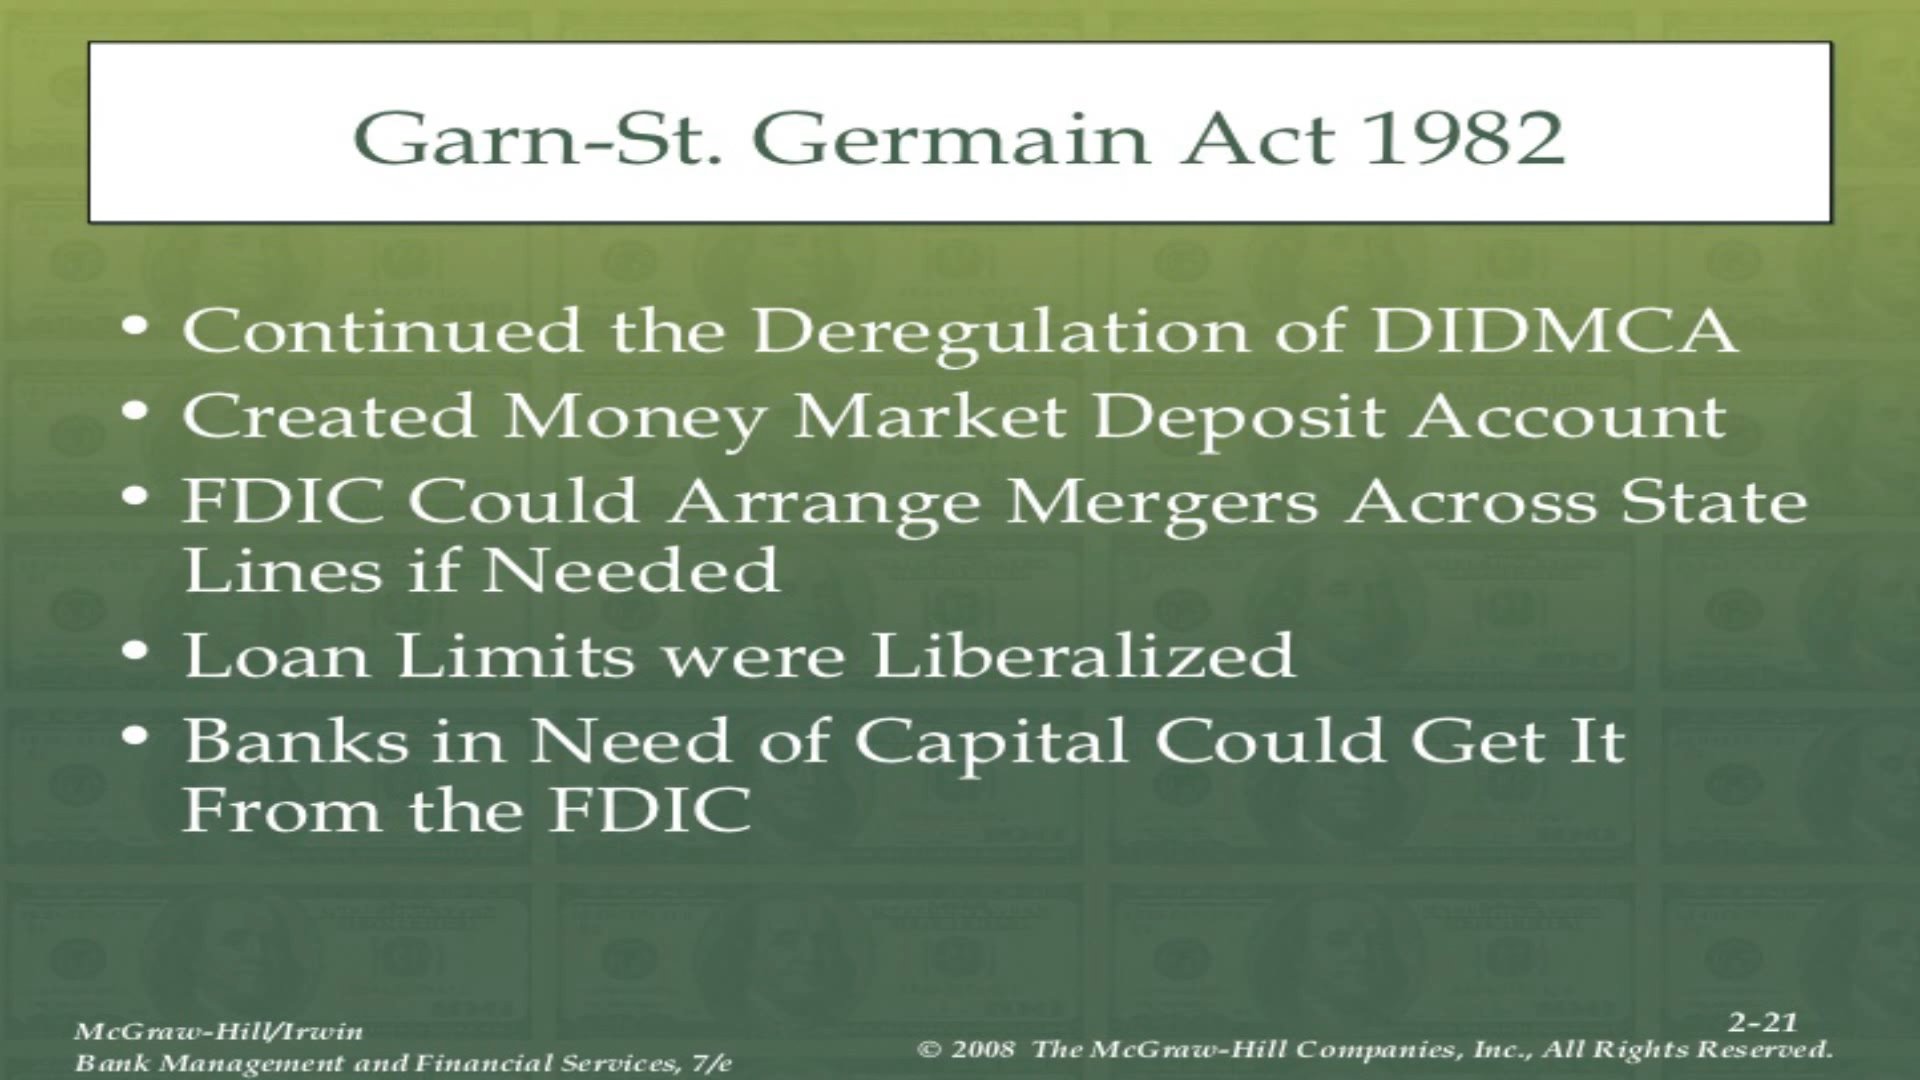 Garn-St. Germain Act 1982
• Continued the Deregulation of DIDMCA
• Created Money Market Deposit Account
• FDIC Could Arrange Mergers Across State
Lines if Needed
• Loan Limits were Liberalized
• Banks in Need of Capital Could Get It
From the FDIC
McGraw-Hill/Irwin
Bank Management and Financial Services, 7/e
2-21
© 2008 The McGraw-Hill Companies, Inc., All Rights Reserved.